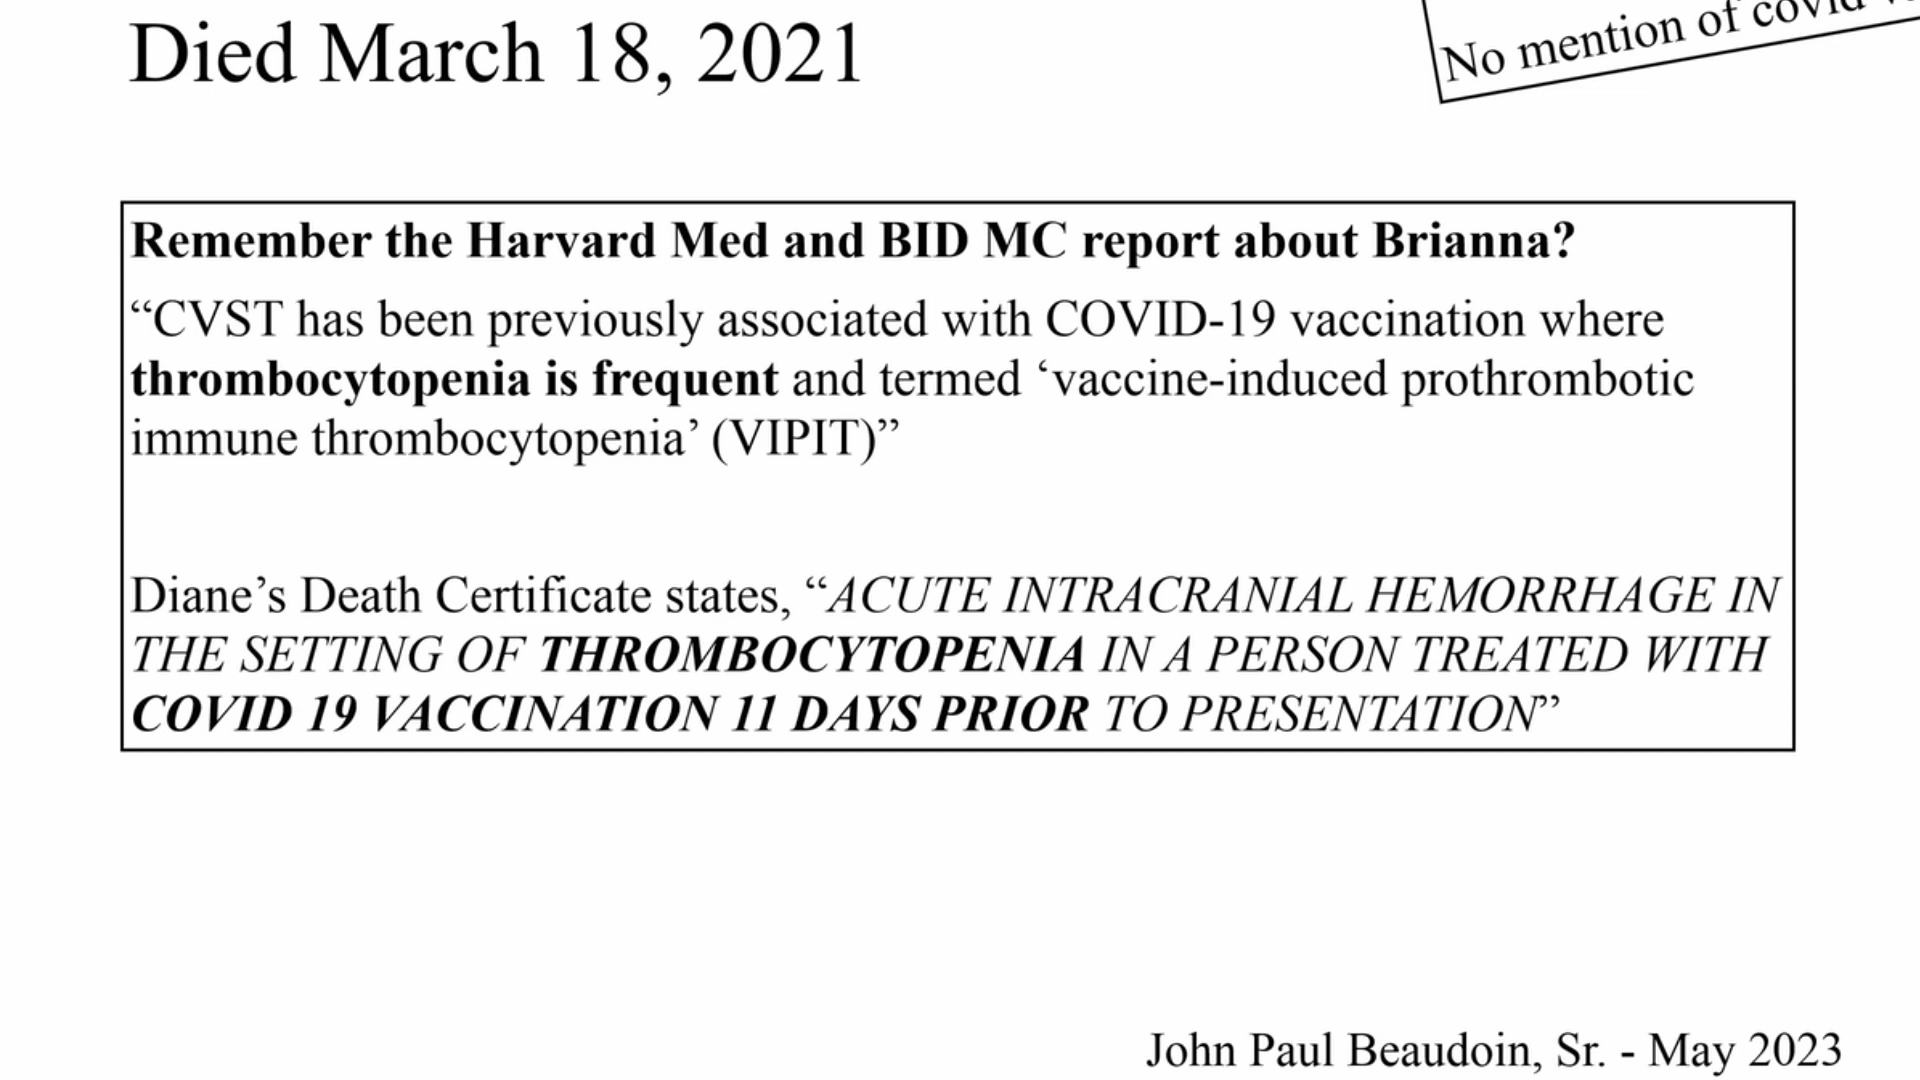 Died March 18, 2021
No mention of covid
Remember the Harvard Med and BID MC report about Brianna?
“CVST has been previously associated with COVID-19 vaccination where
thrombocytopenia is frequent and termed ‘vaccine-induced prothrombotic
immune thrombocytopenia’ (VIPIT)”
Diane’s Death Certificate states, “ACUTE INTRACRANIAL HEMORRHAGE IN
THE SETTING OF THROMBOCYTOPENIA IN A PERSON TREATED WITH
COVID 19 VACCINATION 11 DAYS PRIOR TO PRESENTATION”
John Paul Beaudoin, Sr. - May 2023